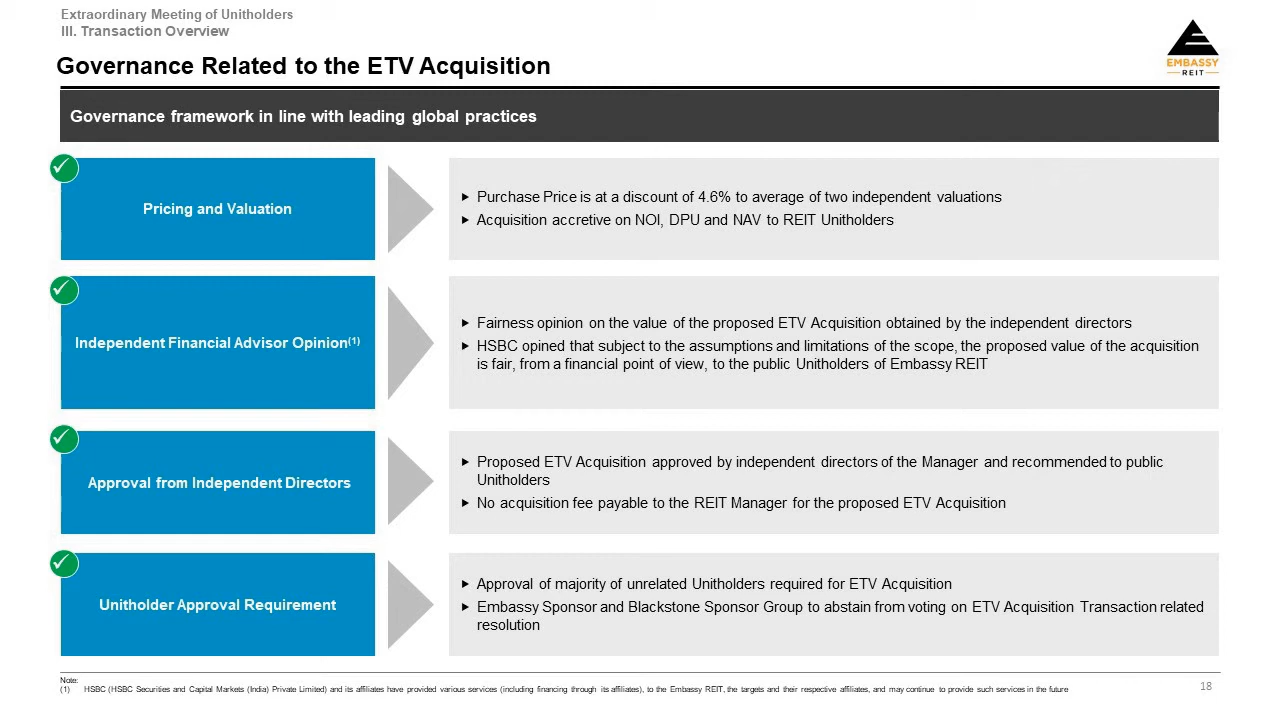 Extraordinary Meeting of Unitholders
III. Transaction Overview
Governance Related to the ETV Acquisition
EMBASSY
REIT
Governance framework in line with leading global practices
Pricing and Valuation
Purchase Price is at a discount of 4.6% to average of two independent valuations
Acquisition accretive on NOI, DPU and NAV to REIT Unitholders
Independent Financial Advisor Opinion(1)
Fairness opinion on the value of the proposed ETV Acquisition obtained by the independent directors
HSBC opined that subject to the assumptions and limitations of the scope, the proposed value of the acquisition
is fair, from a financial point of view, to the public Unitholders of Embassy REIT
Approval from Independent Directors
Proposed ETV Acquisition approved by independent directors of the Manager and recommended to public
Unitholders
No acquisition fee payable to the REIT Manager for the proposed ETV Acquisition
Unitholder Approval Requirement
Approval of majority of unrelated Unitholders required for ETV Acquisition
Embassy Sponsor and Blackstone Sponsor Group to abstain from voting on ETV Acquisition Transaction related
resolution
Note:
(1) HSBC (HSBC Securities and Capital Markets (India) Private Limited) and its affiliates have provided various services (including financing through its affiliates), to the Embassy REIT, the targets and their respective affiliates, and may continue to provide such services in the future
18